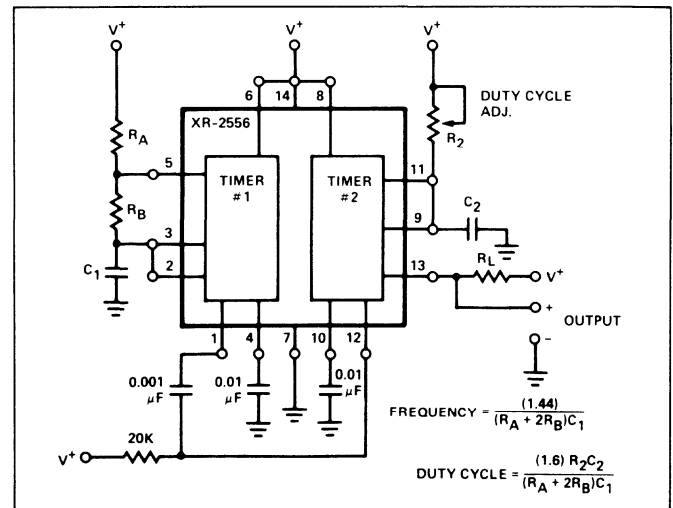 V+ V+ V+
6 14 8
DUTY CYCLE
ADJ.
XR-2556
RA
R2
5
11
TIMER
#1
TIMER
#2
RB
C2
9
3
RL
C1
2
13
V+
+
OUTPUT
1 4 7 10 12
−
0.001
μF
0.01
μF
0.01
μF
FREQUENCY = (1.44) / (RA + 2RB)C1
20K
V+
DUTY CYCLE = (1.6) R2C2 / (RA + 2RB)C1